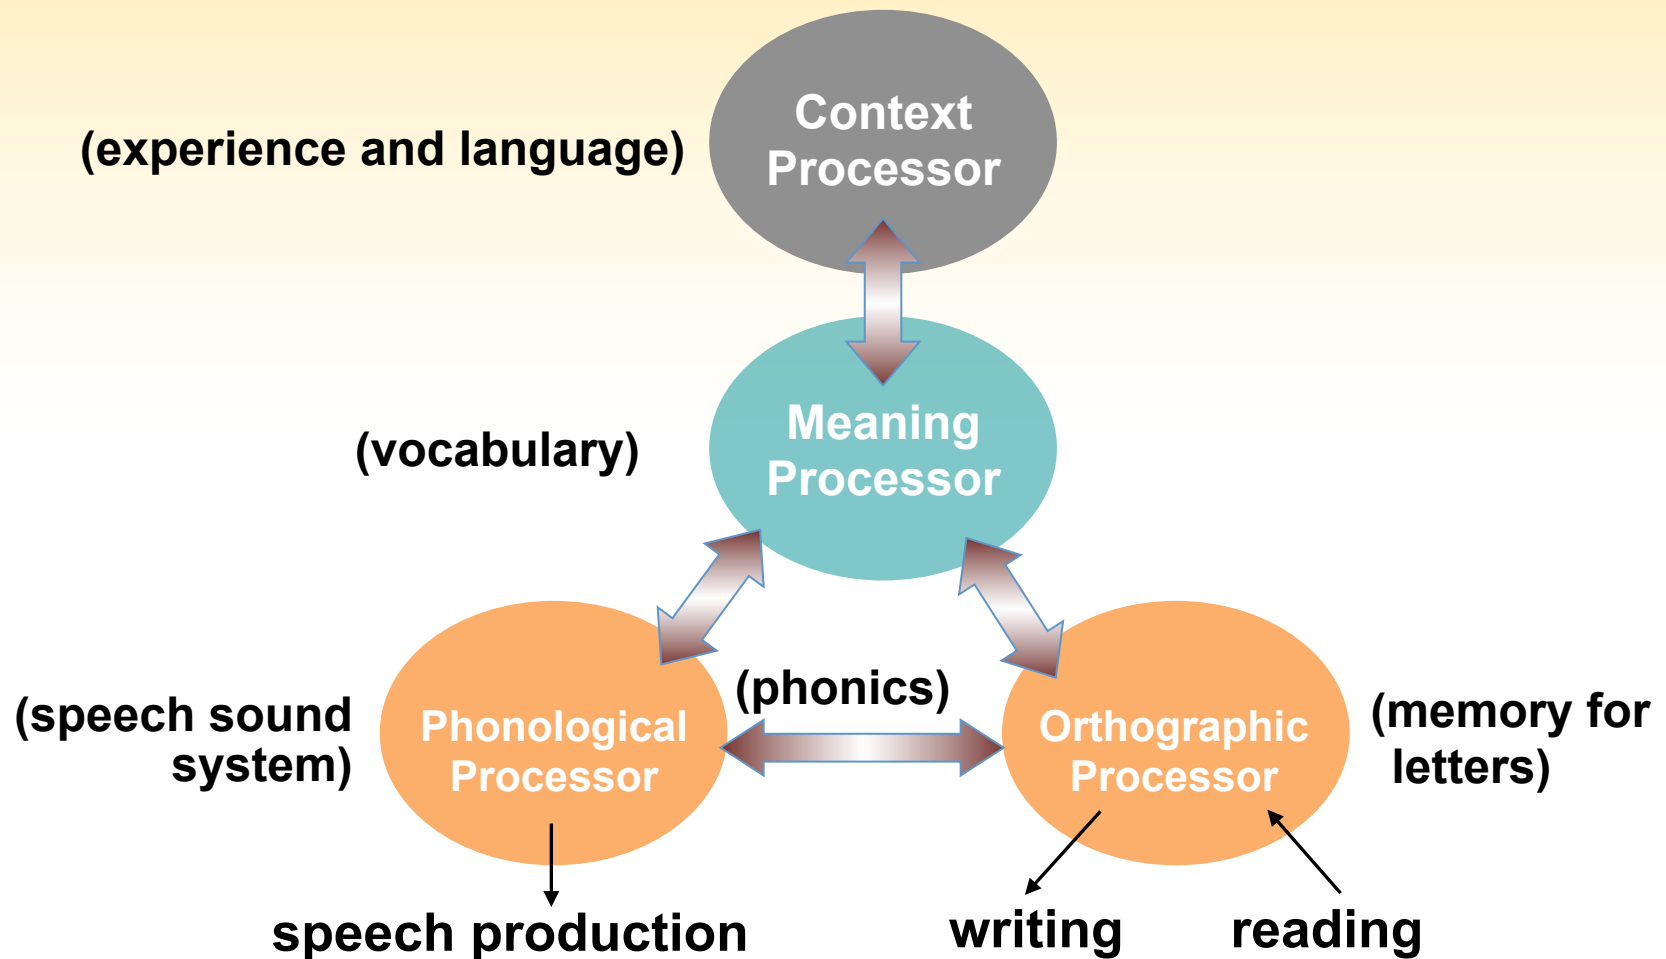 Context
Processor
(experience and language)
Meaning
Processor
(vocabulary)
(phonics)
(speech sound
system)
Phonological
Processor
Orthographic
Processor
(memory for
letters)
speech production
writing
reading